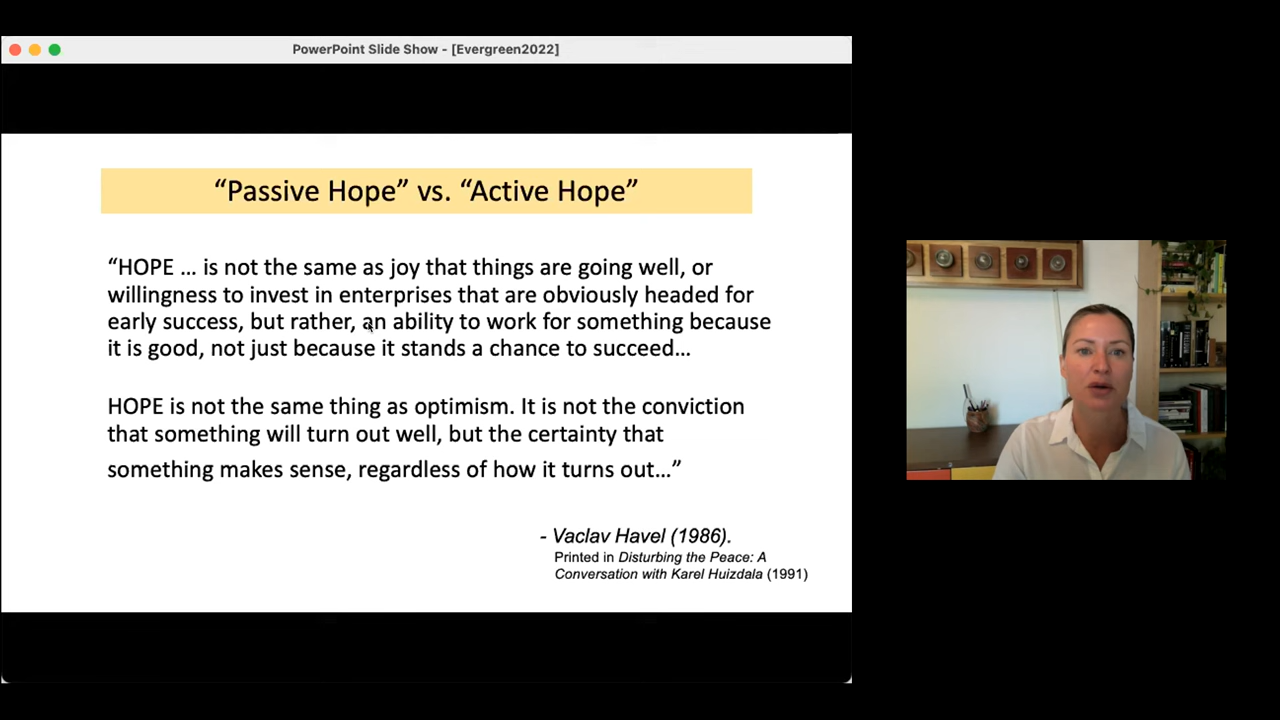 PowerPoint Slide Show - [Evergreen2022]
“Passive Hope” vs. “Active Hope”
“HOPE … is not the same as joy that things are going well, or
willingness to invest in enterprises that are obviously headed for
early success, but rather, an ability to work for something because
it is good, not just because it stands a chance to succeed…
HOPE is not the same thing as optimism. It is not the conviction
that something will turn out well, but the certainty that
something makes sense, regardless of how it turns out…”
- Vaclav Havel (1986).
Printed in Disturbing the Peace: A
Conversation with Karel Huizdala (1991)